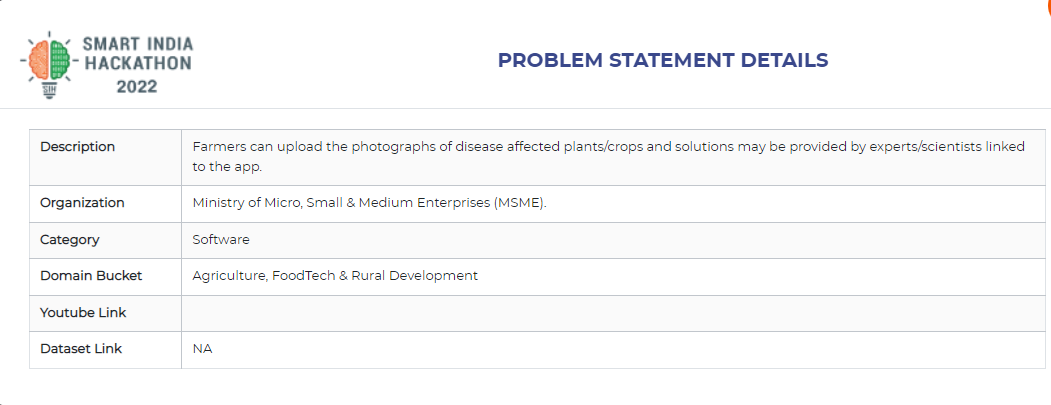 SMART INDIA
HACKATHON
2022
SIH
PROBLEM STATEMENT DETAILS
Description
Farmers can upload the photographs of disease affected plants/crops and solutions may be provided by experts/scientists linked
to the app.
Organization
Ministry of Micro, Small & Medium Enterprises (MSME).
Category
Software
Domain Bucket
Agriculture, FoodTech & Rural Development
Youtube Link
Dataset Link
NA